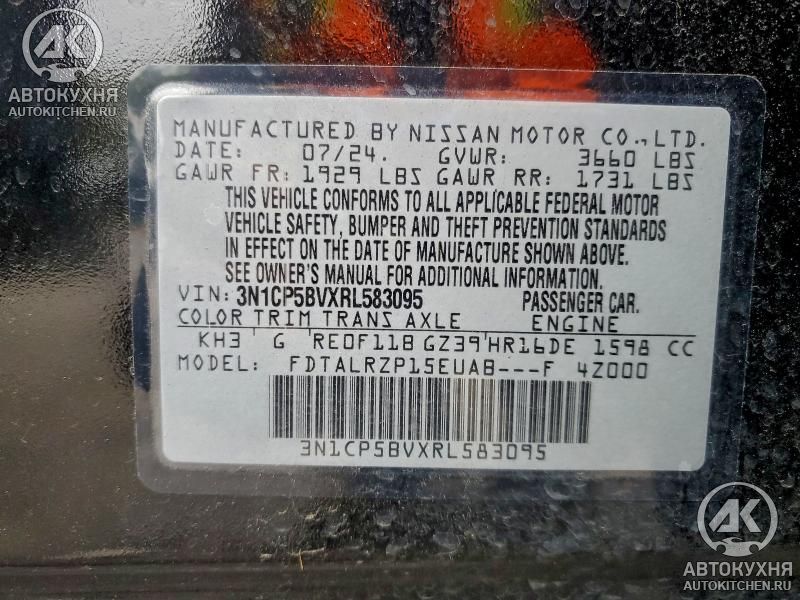 АК
АВТОКУХНЯ
AUTOKITCHEN.RU
MANUFACTURED BY NISSAN MOTOR CO.,LTD.
DATE: 07/24. GVWR: 3660 LBS
GAWR FR: 1929 LBS GAWR RR: 1731 LBS
THIS VEHICLE CONFORMS TO ALL APPLICABLE FEDERAL MOTOR
VEHICLE SAFETY, BUMPER AND THEFT PREVENTION STANDARDS
IN EFFECT ON THE DATE OF MANUFACTURE SHOWN ABOVE.
SEE OWNER'S MANUAL FOR ADDITIONAL INFORMATION.
VIN: 3N1CP5BVXRL583095 PASSENGER CAR.
COLOR TRIM TRANS AXLE ENGINE
KH3 G RE0F11B GZ39 HR16DE 1598 CC
MODEL: FDTALRZP15EUAB---F 4Z000
3N1CP5BVXRL583095
АК
АВТОКУХНЯ
AUTOKITCHEN.RU